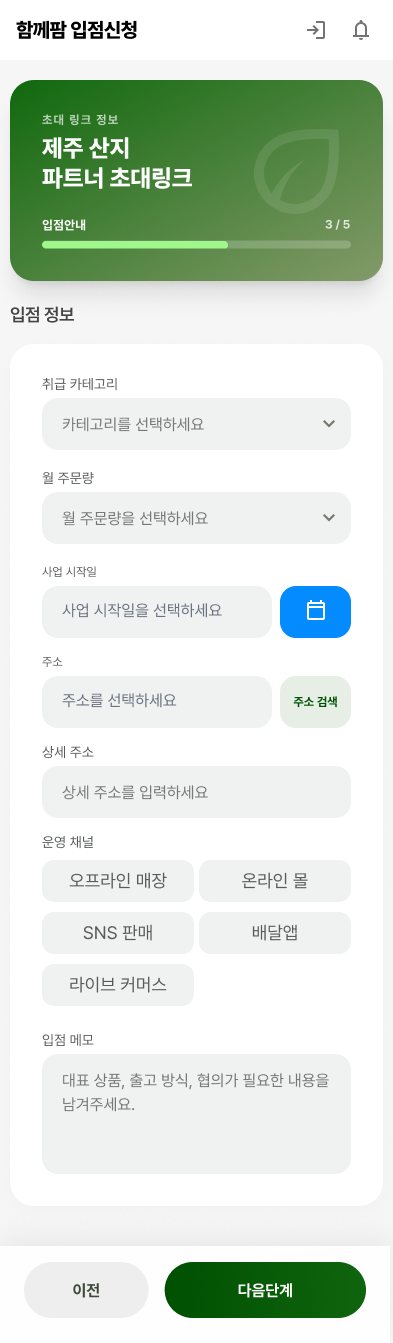 함께팜 입점신청
초대 링크 정보
제주 산지
파트너 초대링크
입점안내 3 / 5
입점 정보
취급 카테고리
카테고리를 선택하세요
월 주문량
월 주문량을 선택하세요
사업 시작일
사업 시작일을 선택하세요
주소
주소를 선택하세요 주소 검색
상세 주소
상세 주소를 입력하세요
운영 채널
오프라인 매장 온라인 몰
SNS 판매 배달앱
라이브 커머스
입점 메모
대표 상품, 출고 방식, 협의가 필요한 내용을
남겨주세요.
이전 다음단계